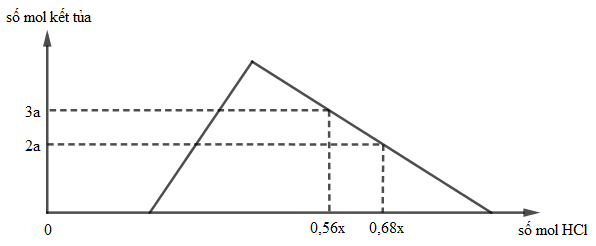 số mol kết tủa
3a
2a
0
0,56x
0,68x
số mol HCl